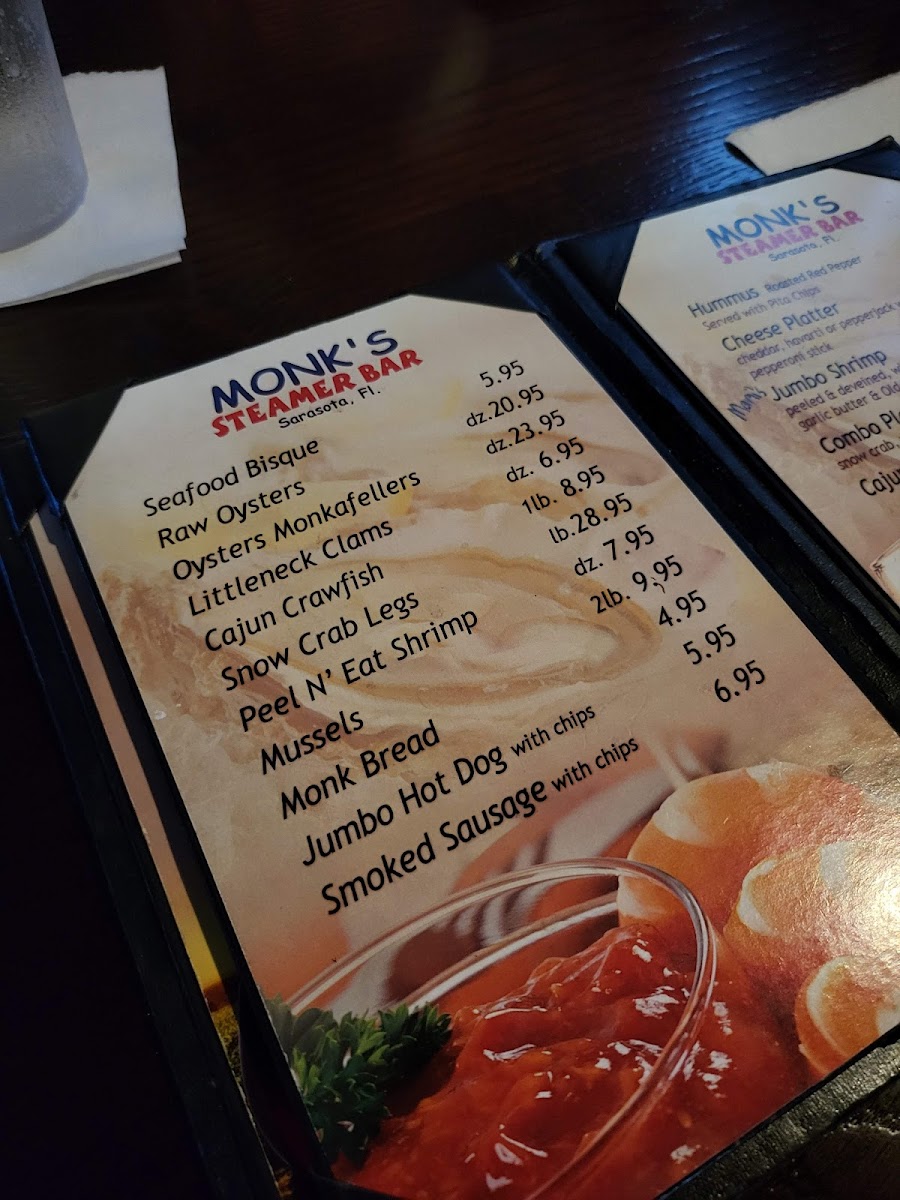 MONK'S
STEAMER BAR
Sarasota, Fl.
Seafood Bisque 5.95
Raw Oysters dz.20.95
Oysters Monkafellers dz.23.95
Littleneck Clams dz. 6.95
Cajun Crawfish 1lb. 8.95
Snow Crab Legs lb.28.95
Peel N' Eat Shrimp dz. 7.95
Mussels 2lb. 9.95
Monk Bread 4.95
Jumbo Hot Dog with chips 5.95
Smoked Sausage with chips 6.95
MONK'S
STEAMER BAR
Sarasota, Fl.
Hummus Roasted Red Pepper
Served with Pita Chips
Cheese Platter
cheddar, havarti or pepperjack
pepperoni stick
Jumbo Shrimp
peeled & deveined,
garlic butter & Old
Combo
snow crab,
Cajun